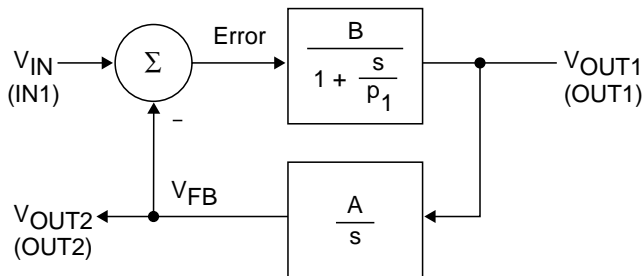 V_IN
(IN1)
Σ
Error
B
1 + s
p_1
V_OUT1
(OUT1)
−
V_FB
V_OUT2
(OUT2)
A
s